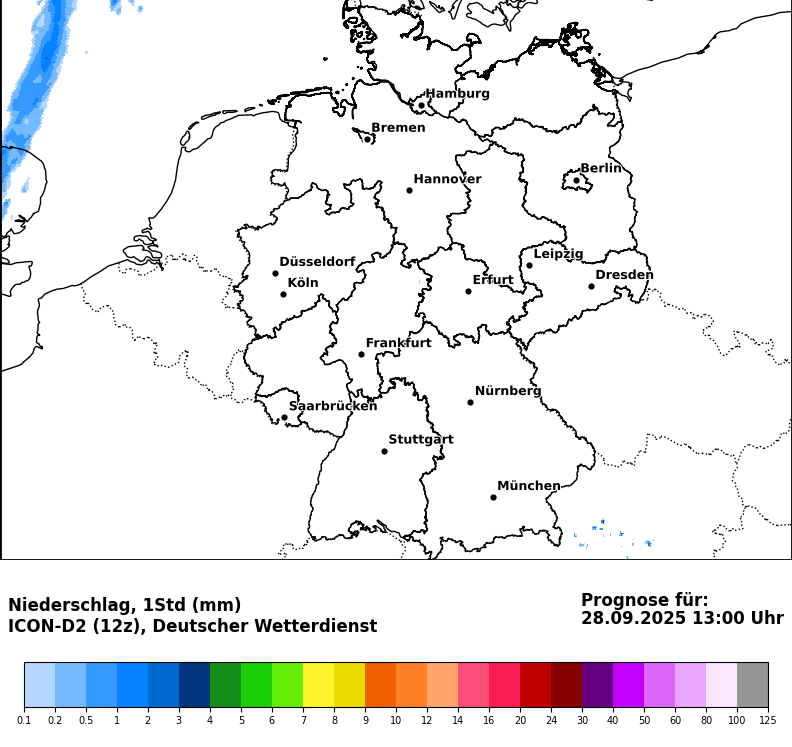 Hamburg
Bremen
Berlin
Hannover
Leipzig
Düsseldorf
Dresden
Köln
Erfurt
Frankfurt
Nürnberg
Saarbrücken
Stuttgart
München
Niederschlag, 1Std (mm)
ICON-D2 (12z), Deutscher Wetterdienst
Prognose für:
28.09.2025 13:00 Uhr
0.1 0.2 0.5 1 2 3 4 5 6 7 8 9 10 12 14 16 20 24 30 40 50 60 80 100 125